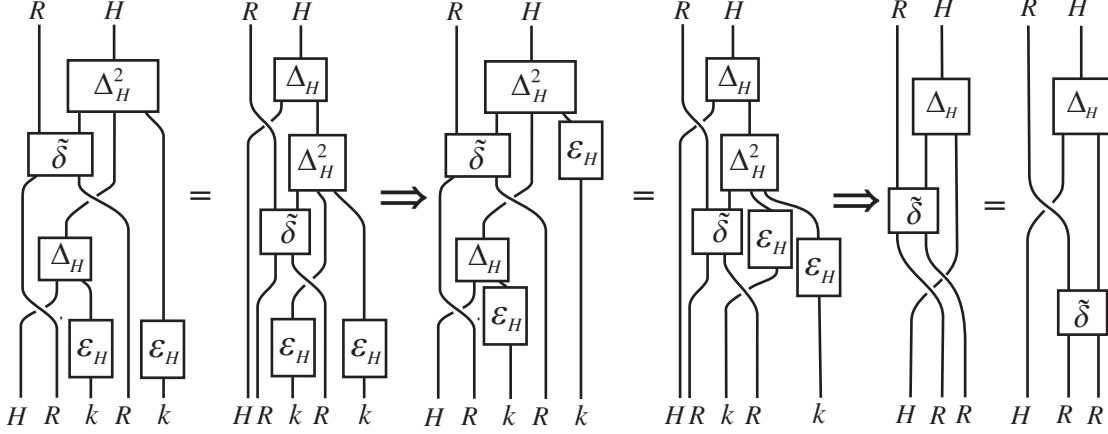 R H R H R H R H R H R H
Δ_H^2 Δ_H Δ_H^2 Δ_H Δ_H Δ_H
δ̃ Δ_H^2 δ̃ ε_H Δ_H^2
= ⇒ = ⇒ =
δ̃ δ̃ ε_H δ̃
Δ_H Δ_H ε_H
ε_H ε_H ε_H ε_H ε_H δ̃
H R k R k H R k R k H R k R k H R k R k H R R H R R